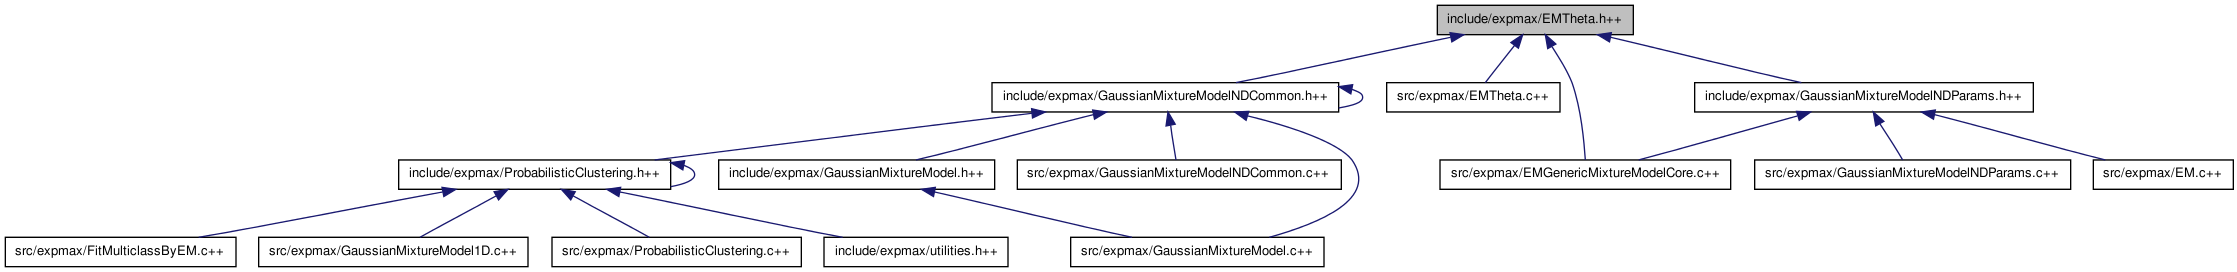 include/expmax/EMTheta.h++
include/expmax/GaussianMixtureModelNDCommon.h++
src/expmax/EMTheta.c++
include/expmax/GaussianMixtureModelNDParams.h++
include/expmax/ProbabilisticClustering.h++
include/expmax/GaussianMixtureModel.h++
src/expmax/GaussianMixtureModelNDCommon.c++
src/expmax/EMGenericMixtureModelCore.c++
src/expmax/GaussianMixtureModelNDParams.c++
src/expmax/EM.c++
src/expmax/FitMulticlassByEM.c++
src/expmax/GaussianMixtureModel1D.c++
src/expmax/ProbabilisticClustering.c++
include/expmax/utilities.h++
src/expmax/GaussianMixtureModel.c++